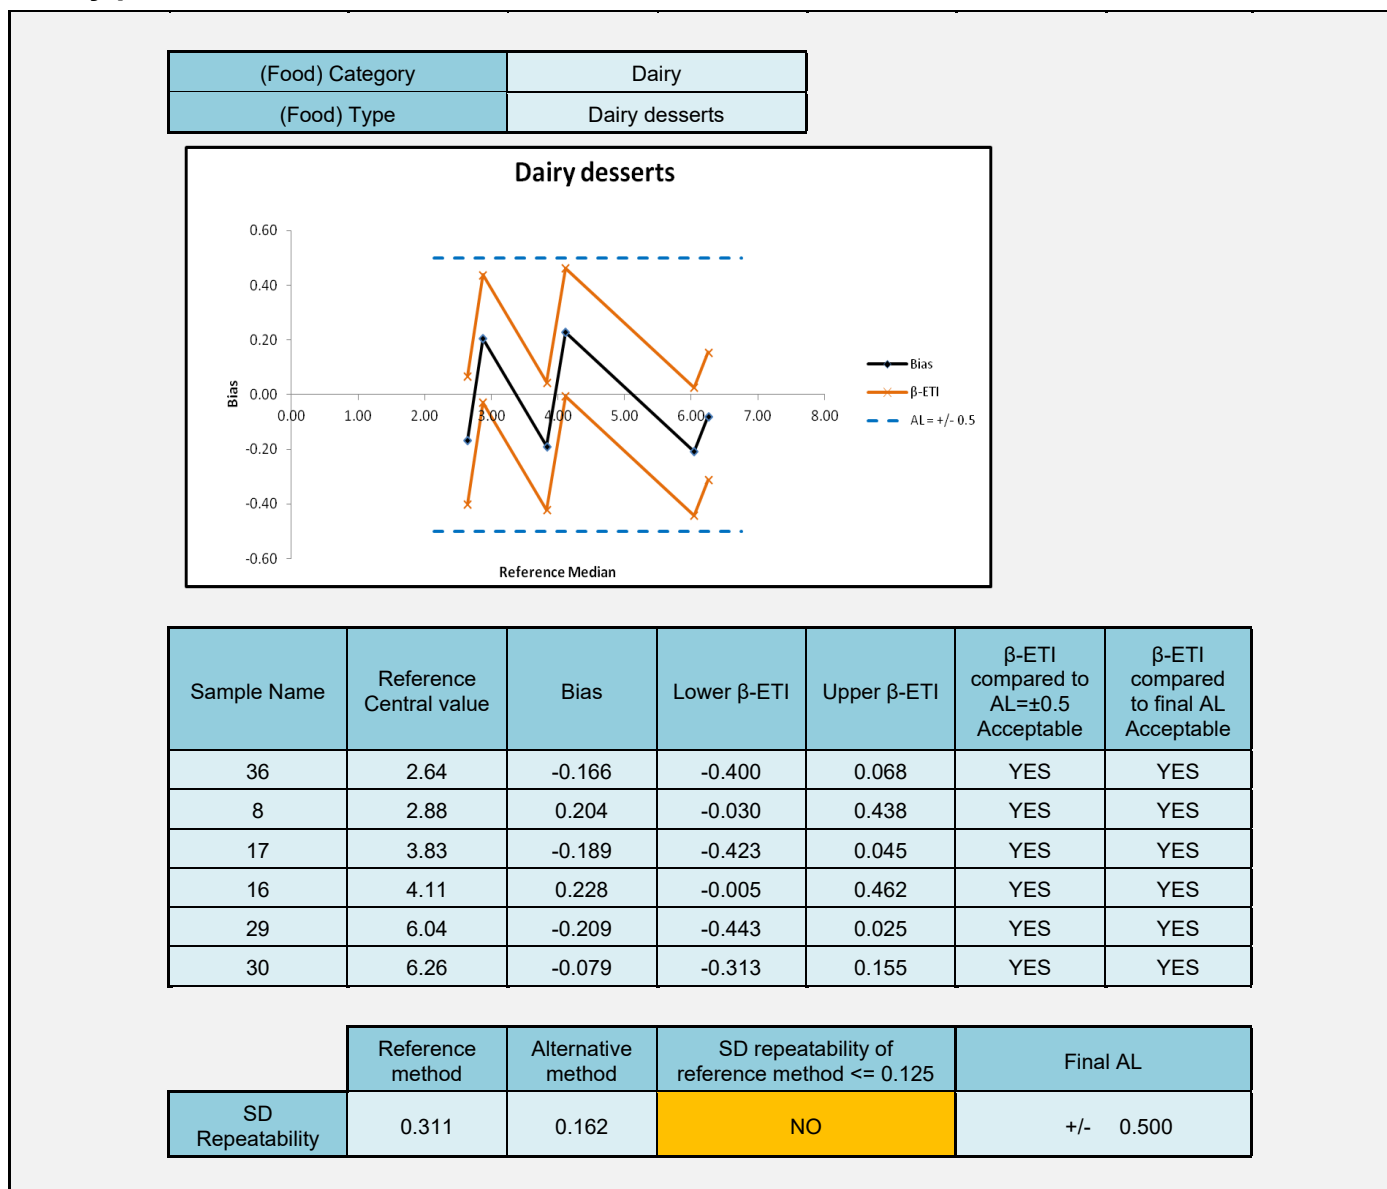 (Food) Category Dairy
(Food) Type Dairy desserts
Dairy desserts
0.60
0.40
0.20
0.00
-0.20
-0.40
-0.60
Bias
0.00 1.00 2.00 3.00 4.00 5.00 6.00 7.00 8.00
Reference Median
Bias
β-ETI
AL = +/- 0.5
Sample Name Reference Central value Bias Lower β-ETI Upper β-ETI β-ETI compared to AL=±0.5 Acceptable β-ETI compared to final AL Acceptable
36 2.64 -0.166 -0.400 0.068 YES YES
8 2.88 0.204 -0.030 0.438 YES YES
17 3.83 -0.189 -0.423 0.045 YES YES
16 4.11 0.228 -0.005 0.462 YES YES
29 6.04 -0.209 -0.443 0.025 YES YES
30 6.26 -0.079 -0.313 0.155 YES YES
Reference method Alternative method SD repeatability of reference method <= 0.125 Final AL
SD Repeatability 0.311 0.162 NO +/- 0.500